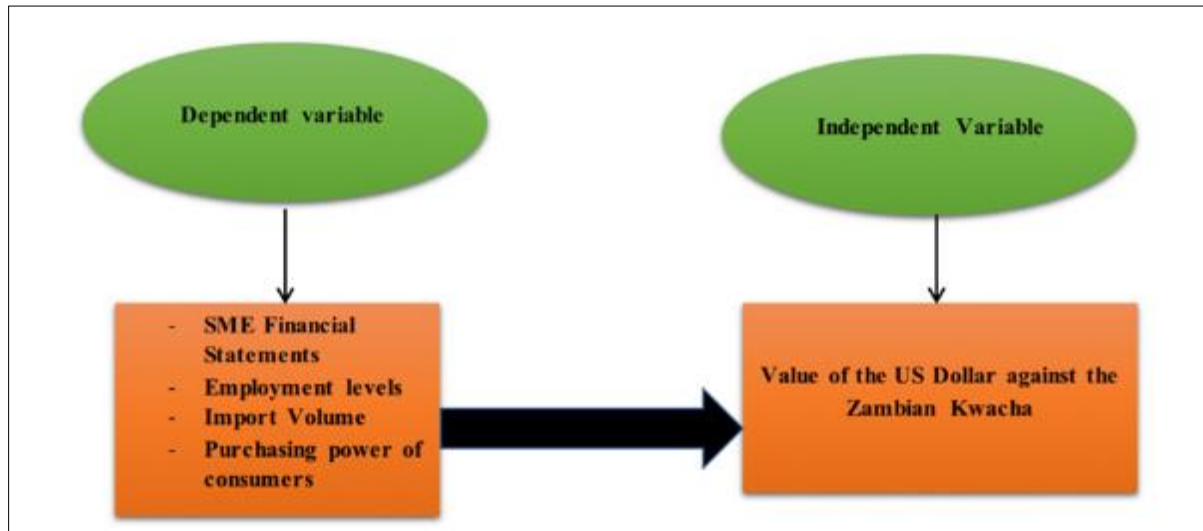 Dependent variable
Independent Variable
- SME Financial
Statements
- Employment levels
- Import Volume
- Purchasing power of
consumers
Value of the US Dollar against the
Zambian Kwacha